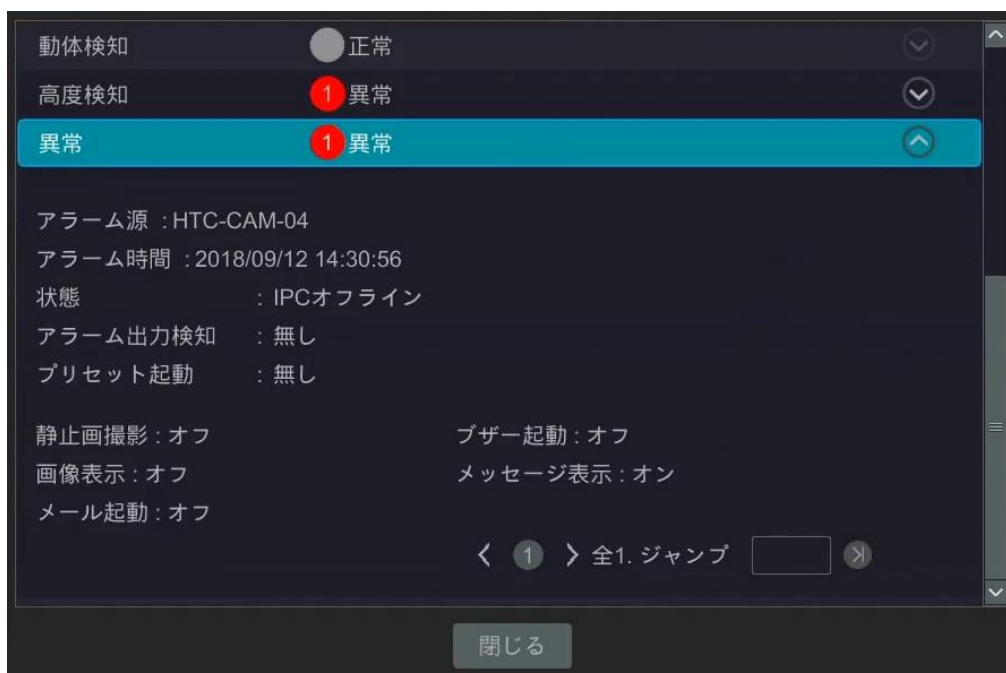 動体検知 正常
高度検知 1 異常
異常 1 異常
アラーム源 : HTC-CAM-04
アラーム時間 : 2018/09/12 14:30:56
状態 : IPCオフライン
アラーム出力検知 : 無し
プリセット起動 : 無し
静止画撮影 : オフ ブザー起動 : オフ
画像表示 : オフ メッセージ表示 : オン
メール起動 : オフ
1 全1. ジャンプ
閉じる